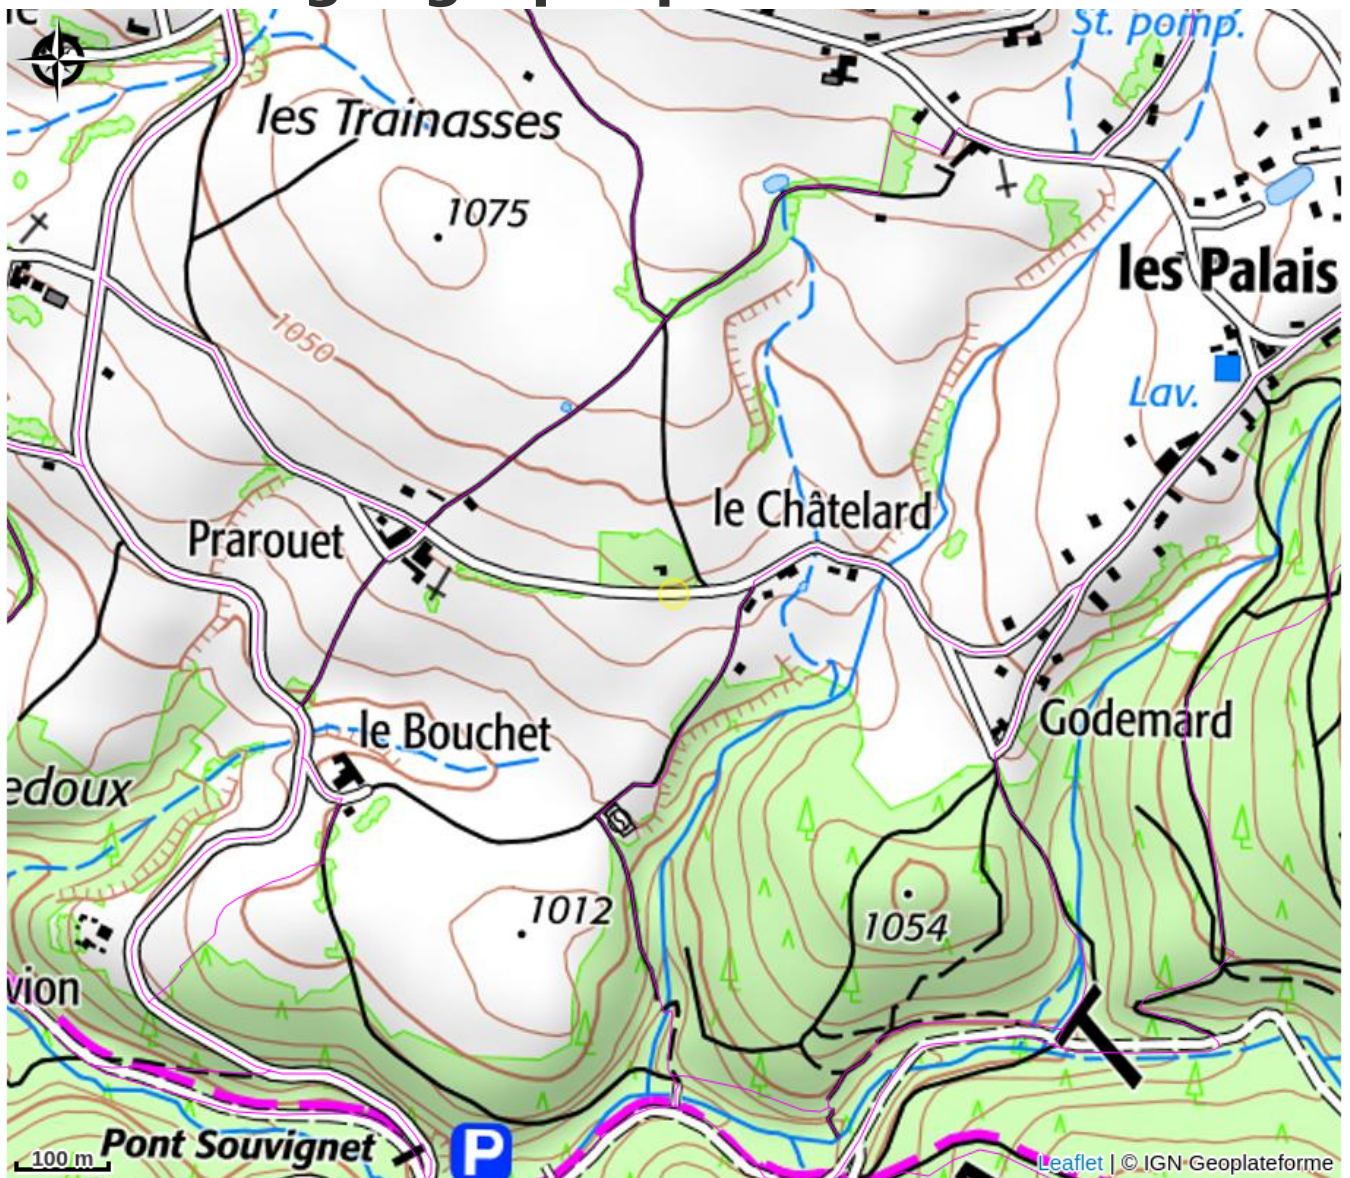 St. pomp.
les Trainasses
1075
les Palais
1050
Lav.
le Châtelard
Prarouet
le Bouchet
Godemard
edoux
1012
1054
vion
Pont Souvignet
P
100 m
Leaflet | © IGN Geoplateforme